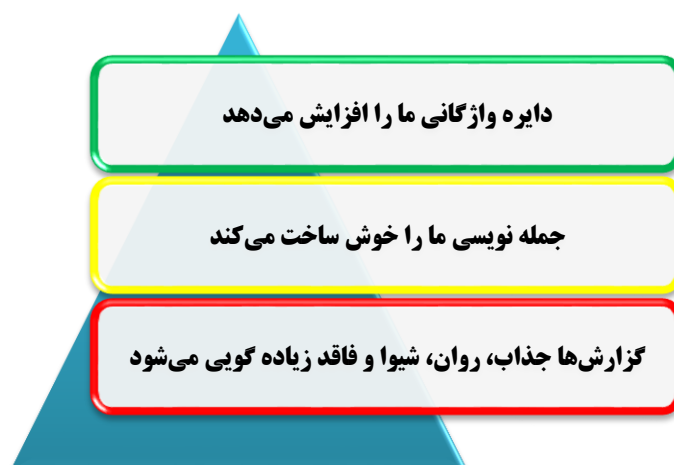 دایره واژگانی ما را افزایش می‌دهد
جمله نویسی ما را خوش ساخت می‌کند
گزارش‌ها جذاب، روان، شیوا و فاقد زیاده گویی می‌شود